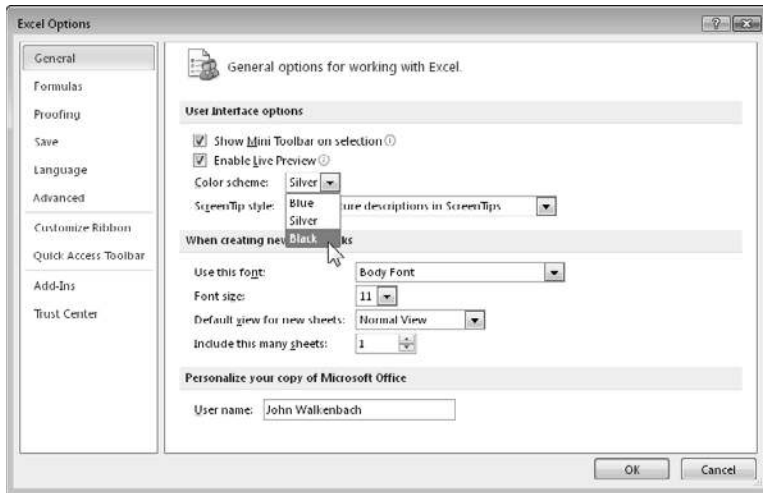 Excel Options
General
Formulas
Proofing
Save
Language
Advanced
Customize Ribbon
Quick Access Toolbar
Add-Ins
Trust Center
General options for working with Excel.
User Interface options
Show Mini Toolbar on selection
Enable Live Preview
Color scheme: Silver
Blue
Silver
Black
ScreenTip style: ure descriptions in ScreenTips
When creating new ks
Use this font: Body Font
Font size: 11
Default view for new sheets: Normal View
Include this many sheets: 1
Personalize your copy of Microsoft Office
User name: John Walkenbach
OK Cancel